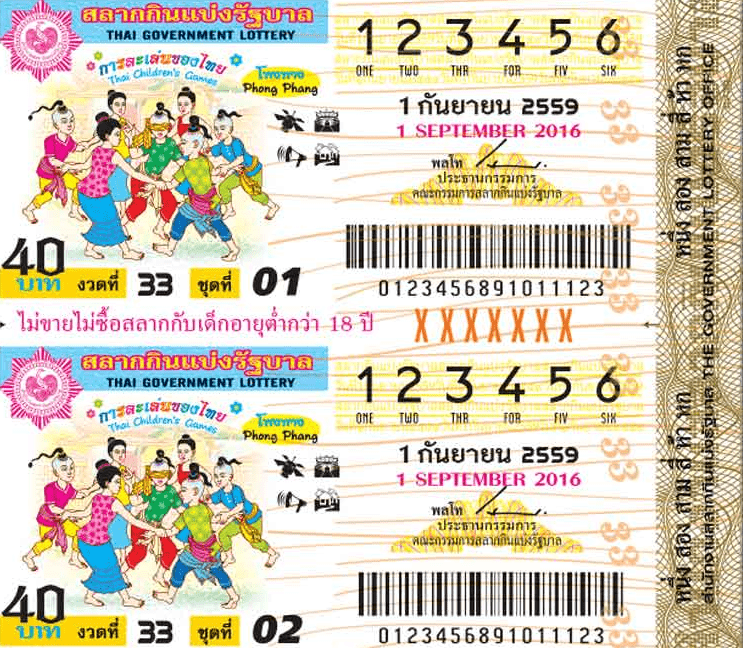 สลากกินแบ่งรัฐบาล
THAI GOVERNMENT LOTTERY
การละเล่นของไทย
Thai Children's Games
โพงพาง
Phong Phang
1 2 3 4 5 6
ONE TWO THR FOR FIV SIX
1 กันยายน 2559
1 SEPTEMBER 2016
พลโท
ประธานกรรมการ
คณะกรรมการสลากกินแบ่งรัฐบาล
40
บาท
งวดที่ 33 ชุดที่ 01
0123456891011123
ไม่ขายไม่ซื้อสลากกับเด็กอายุต่ำกว่า 18 ปี
XXXXXXX
สลากกินแบ่งรัฐบาล
THAI GOVERNMENT LOTTERY
การละเล่นของไทย
Thai Children's Games
โพงพาง
Phong Phang
1 2 3 4 5 6
ONE TWO THR FOR FIV SIX
1 กันยายน 2559
1 SEPTEMBER 2016
พลโท
ประธานกรรมการ
คณะกรรมการสลากกินแบ่งรัฐบาล
40
บาท
งวดที่ 33 ชุดที่ 02
0123456891011123
33 33 33 33 33 33
หนึ่ง สอง สาม สี่ ห้า หก
หนึ่ง สอง สาม สี่ ห้า หก
สำนักงานสลากกินแบ่งรัฐบาล THE GOVERNMENT LOTTERY OFFICE